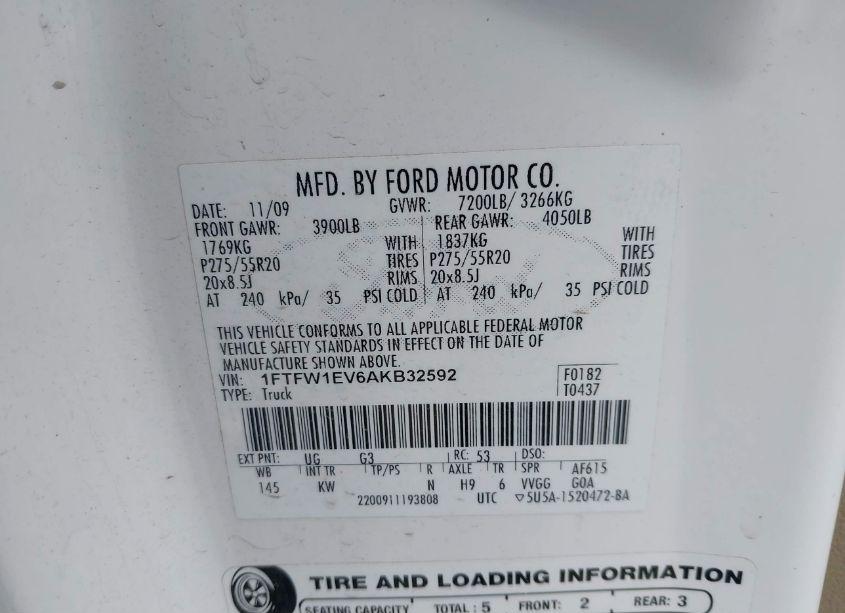 MFD. BY FORD MOTOR CO.
DATE: 11/09 GVWR: 7200LB/ 3266KG
FRONT GAWR: 3900LB REAR GAWR: 4050LB
1769KG WITH 1837KG WITH
P275/55R20 TIRES P275/55R20 TIRES
20x8.5J RIMS 20x8.5J RIMS
AT 240 kPa/ 35 PSI COLD AT 240 kPa/ 35 PSI COLD
THIS VEHICLE CONFORMS TO ALL APPLICABLE FEDERAL MOTOR
VEHICLE SAFETY STANDARDS IN EFFECT ON THE DATE OF
MANUFACTURE SHOWN ABOVE.
VIN: 1FTFW1EV6AKB32592 F0182
TYPE: Truck T0437
EXT PNT: UG G3 RC: 53 DSO:
WB INT TR TP/PS R AXLE TR SPR AF615
145 KW N H9 6 VVGG GOA
2200911193808 UTC ▽5U5A-1520472-BA
TIRE AND LOADING INFORMATION
SEATING CAPACITY TOTAL: 5 FRONT: 2 REAR: 3